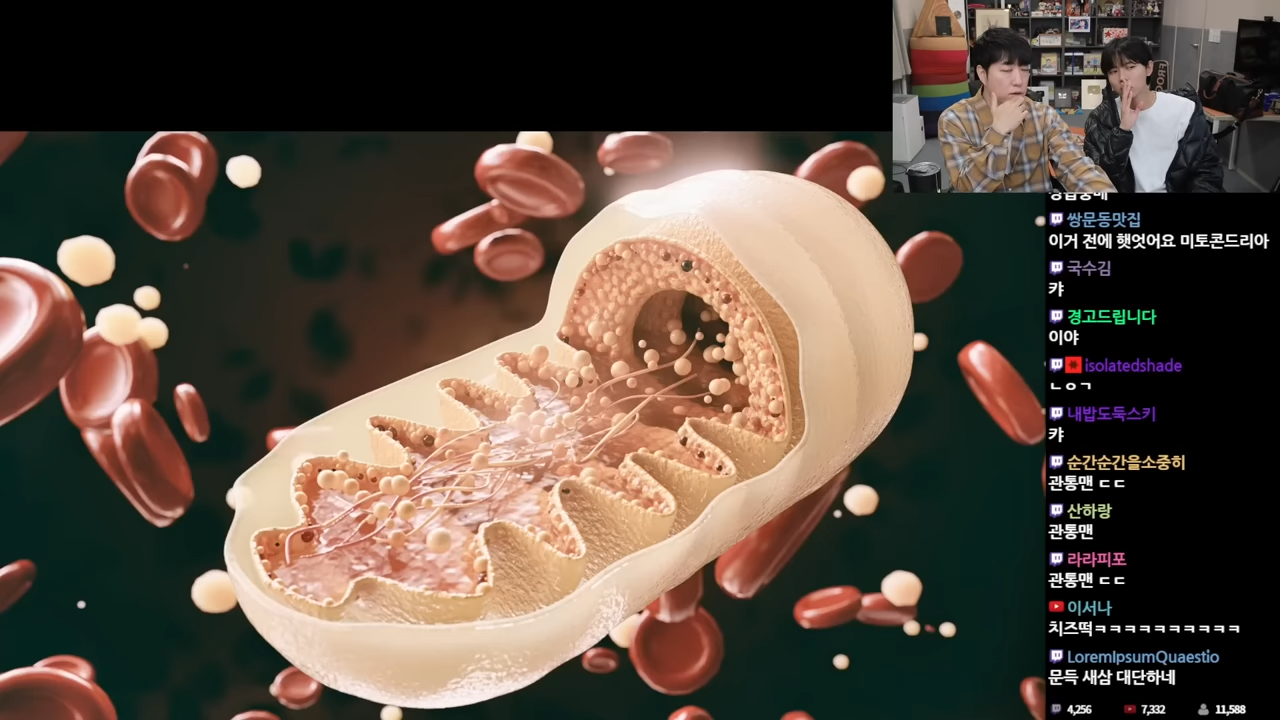 쌍문동맛집
이거 전에 햇엇어요 미토콘드리아
국수김
캬
경고드립니다
이야
isolatedshade
ㄴㅇㄱ
내밥도둑스키
캬
순간순간을소중히
관통맨 ㄷㄷ
산하랑
관통맨
라라피포
관통맨 ㄷㄷ
이서나
치즈떡ㅋㅋㅋㅋㅋㅋㅋㅋㅋㅋ
LoremIpsumQuaestio
문득 새삼 대단하네
4,256 7,332 11,588